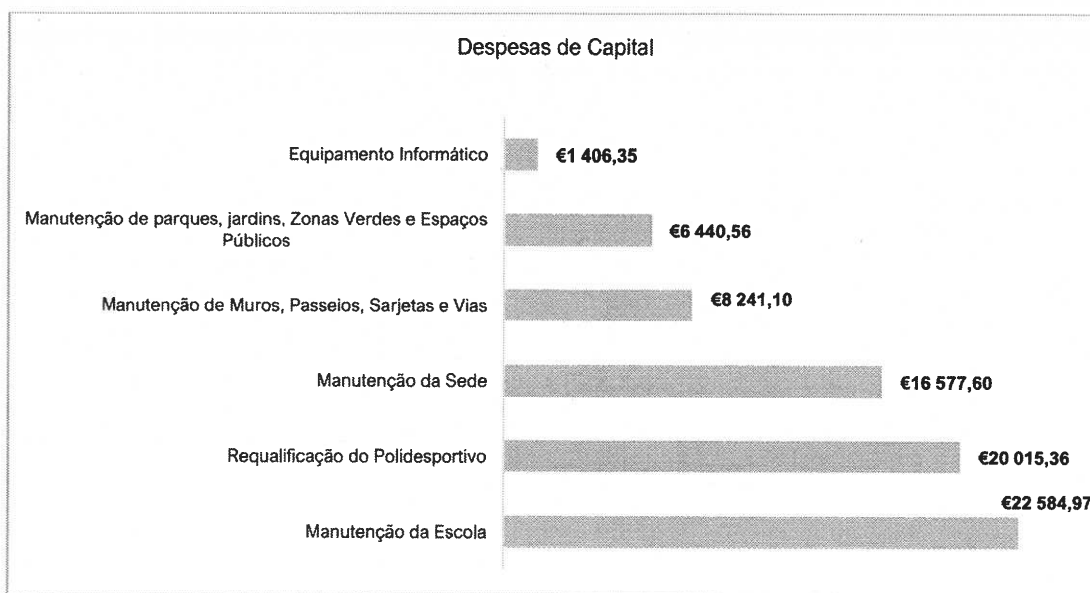 Despesas de Capital
Equipamento Informático
€1 406,35
Manutenção de parques, jardins, Zonas Verdes e Espaços
Públicos
€6 440,56
Manutenção de Muros, Passeios, Sarjetas e Vias
€8 241,10
Manutenção da Sede
€16 577,60
Requalificação do Polidesportivo
€20 015,36
Manutenção da Escola
€22 584,97